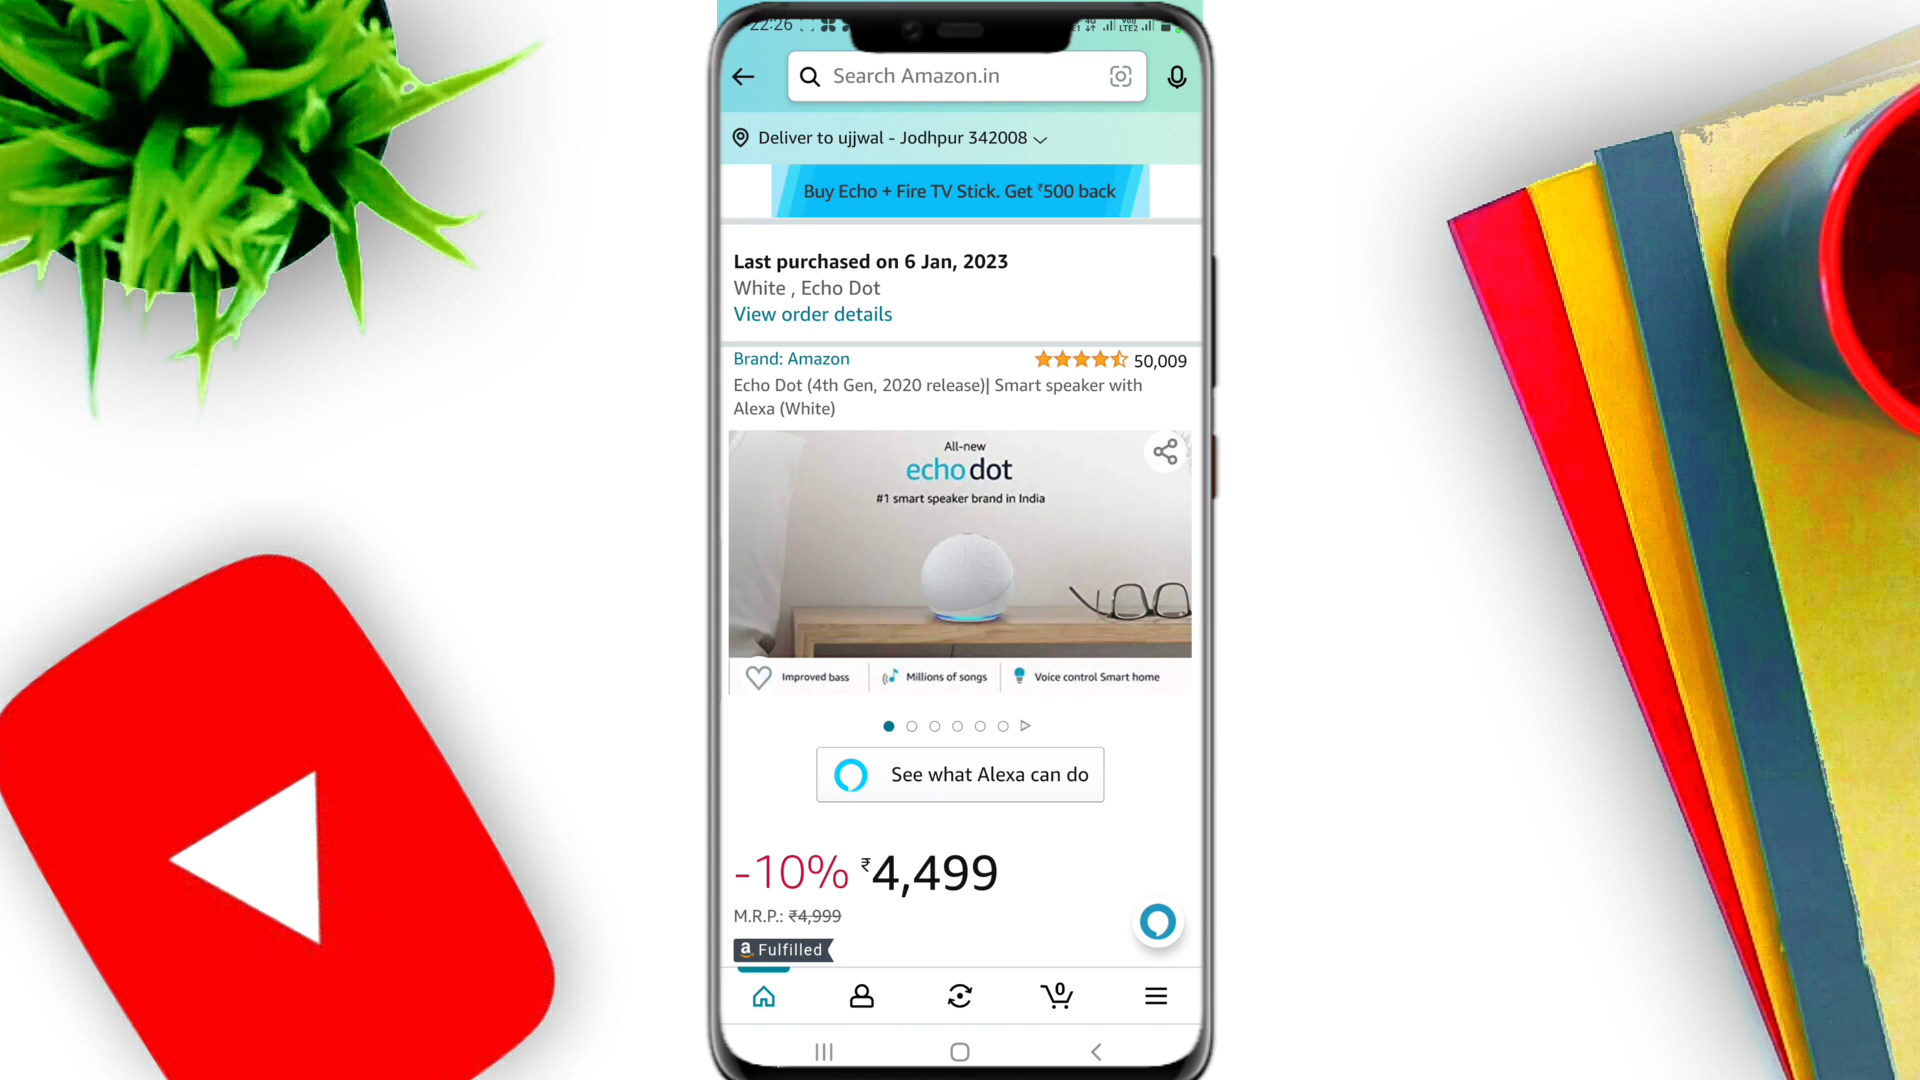 22:26
4G
LTE2
Search Amazon.in
Deliver to ujjwal - Jodhpur 342008
Buy Echo + Fire TV Stick. Get ₹500 back
Last purchased on 6 Jan, 2023
White , Echo Dot
View order details
Brand: Amazon 50,009
Echo Dot (4th Gen, 2020 release)| Smart speaker with
Alexa (White)
All-new
echo dot
#1 smart speaker brand in India
Improved bass Millions of songs Voice control Smart home
See what Alexa can do
-10% ₹4,499
M.R.P.: ₹4,999
a Fulfilled
0